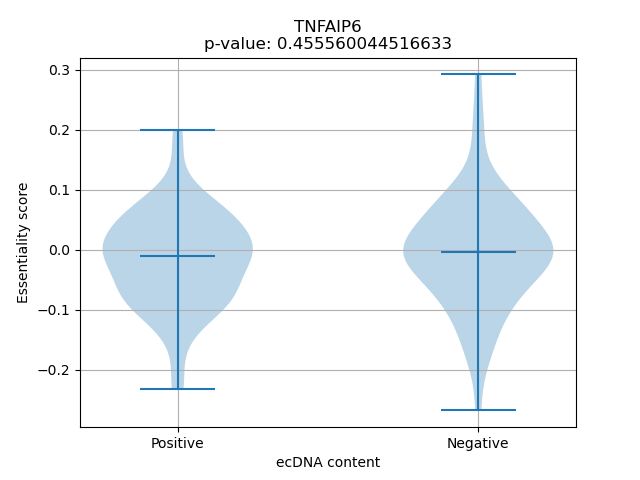 TNFAIP6
p-value: 0.455560044516633
Essentiality score
0.3
0.2
0.1
0.0
−0.1
−0.2
Positive
Negative
ecDNA content